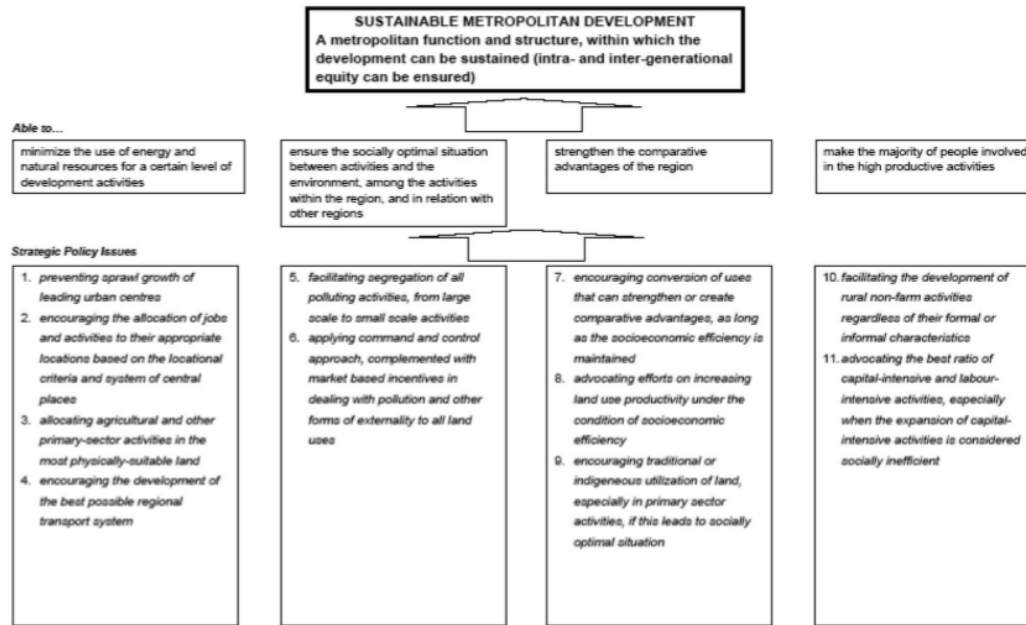 SUSTAINABLE METROPOLITAN DEVELOPMENT
A metropolitan function and structure, within which the
development can be sustained (intra- and inter-generational
equity can be ensured)
Able to...
minimize the use of energy and
natural resources for a certain level of
development activities
ensure the socially optimal situation
between activities and the
environment, among the activities
within the region, and in relation with
other regions
strengthen the comparative
advantages of the region
make the majority of people involved
in the high productive activities
Strategic Policy Issues
1. preventing sprawl growth of
leading urban centres
2. encouraging the allocation of jobs
and activities to their appropriate
locations based on the locational
criteria and system of central
places
3. allocating agricultural and other
primary-sector activities in the
most physically-suitable land
4. encouraging the development of
the best possible regional
transport system
5. facilitating segregation of all
polluting activities, from large
scale to small scale activities
6. applying command and control
approach, complemented with
market based incentives in
dealing with pollution and other
forms of externality to all land
uses
7. encouraging conversion of uses
that can strengthen or create
comparative advantages, as long
as the socioeconomic efficiency is
maintained
8. advocating efforts on increasing
land use productivity under the
condition of socioeconomic
efficiency
9. encouraging traditional or
indigeneous utilization of land,
especially in primary sector
activities, if this leads to socially
optimal situation
10. facilitating the development of
rural non-farm activities
regardless of their formal or
informal characteristics
11. advocating the best ratio of
capital-intensive and labour-
intensive activities, especially
when the expansion of capital-
intensive activities is considered
socially inefficient